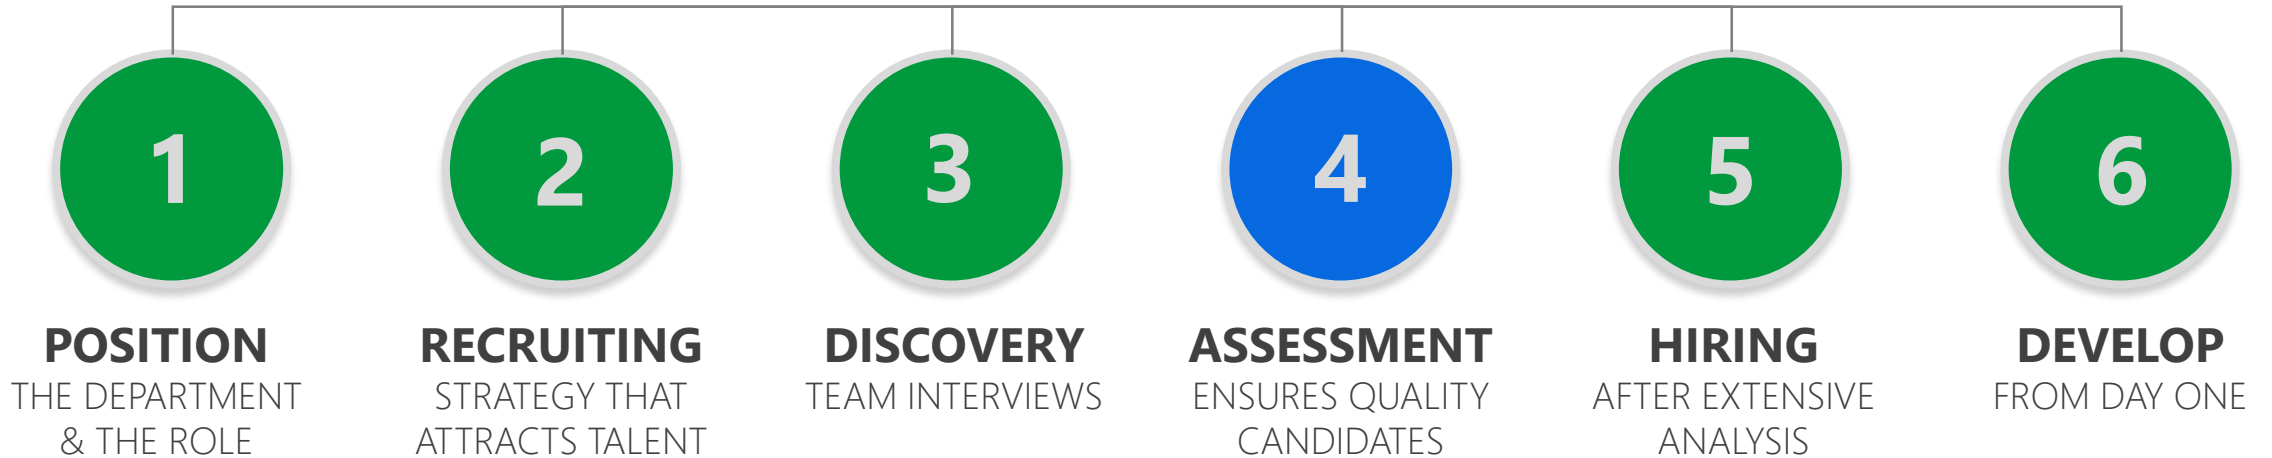 1
2
3
4
5
6
POSITION
THE DEPARTMENT
& THE ROLE
RECRUITING
STRATEGY THAT
ATTRACTS TALENT
DISCOVERY
TEAM INTERVIEWS
ASSESSMENT
ENSURES QUALITY
CANDIDATES
HIRING
AFTER EXTENSIVE
ANALYSIS
DEVELOP
FROM DAY ONE